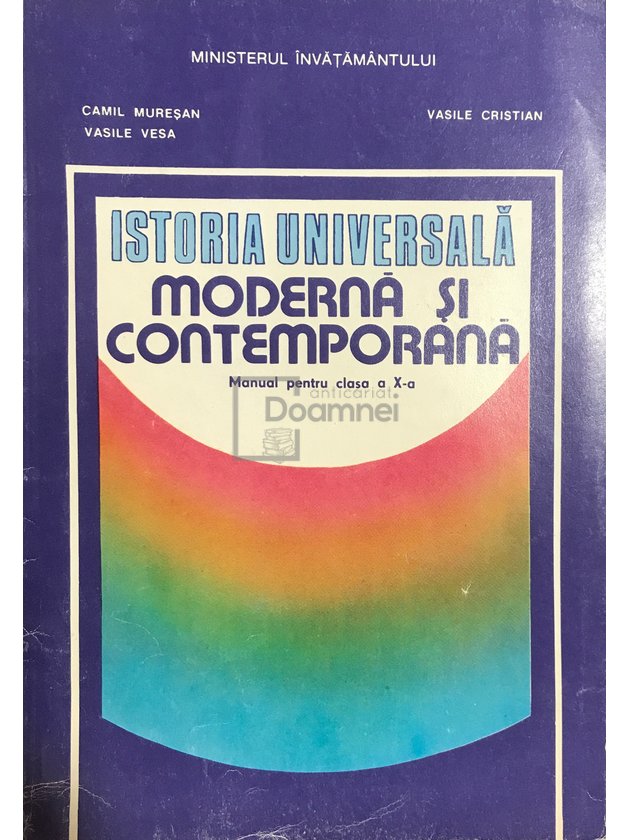 MINISTERUL ÎNVĂȚĂMÂNTULUI
CAMIL MUREȘAN
VASILE VESA
VASILE CRISTIAN
ISTORIA UNIVERSALĂ
MODERNĂ ȘI
CONTEMPORANĂ
Manual pentru clasa a X-a
anticariat
Doamnei